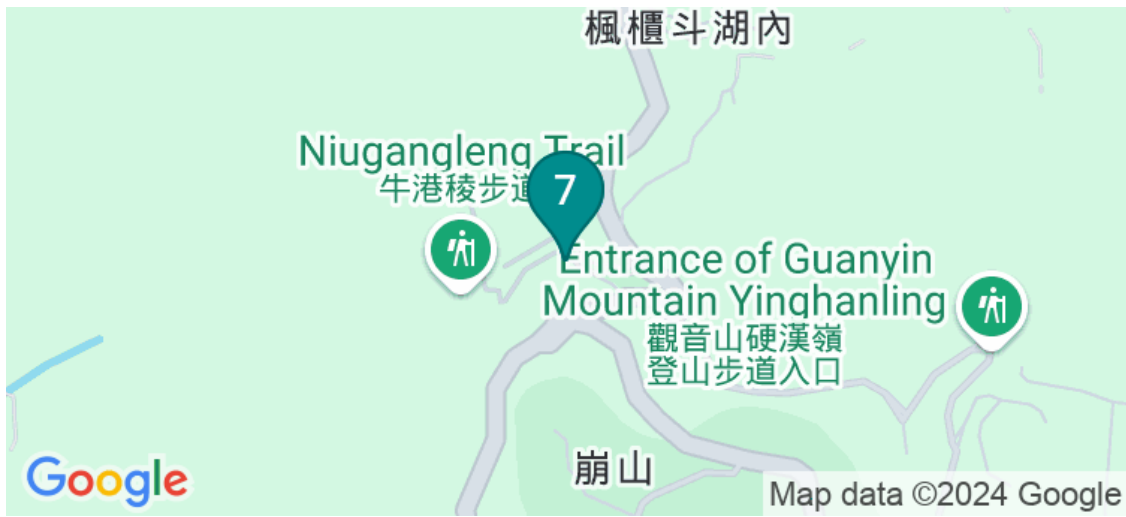 楓櫃斗湖內
Niugangleng Trail
牛港稜步道
7
Entrance of Guanyin
Mountain Yinghanling
觀音山硬漢嶺
登山步道入口
崩山
Google
Map data ©2024 Google